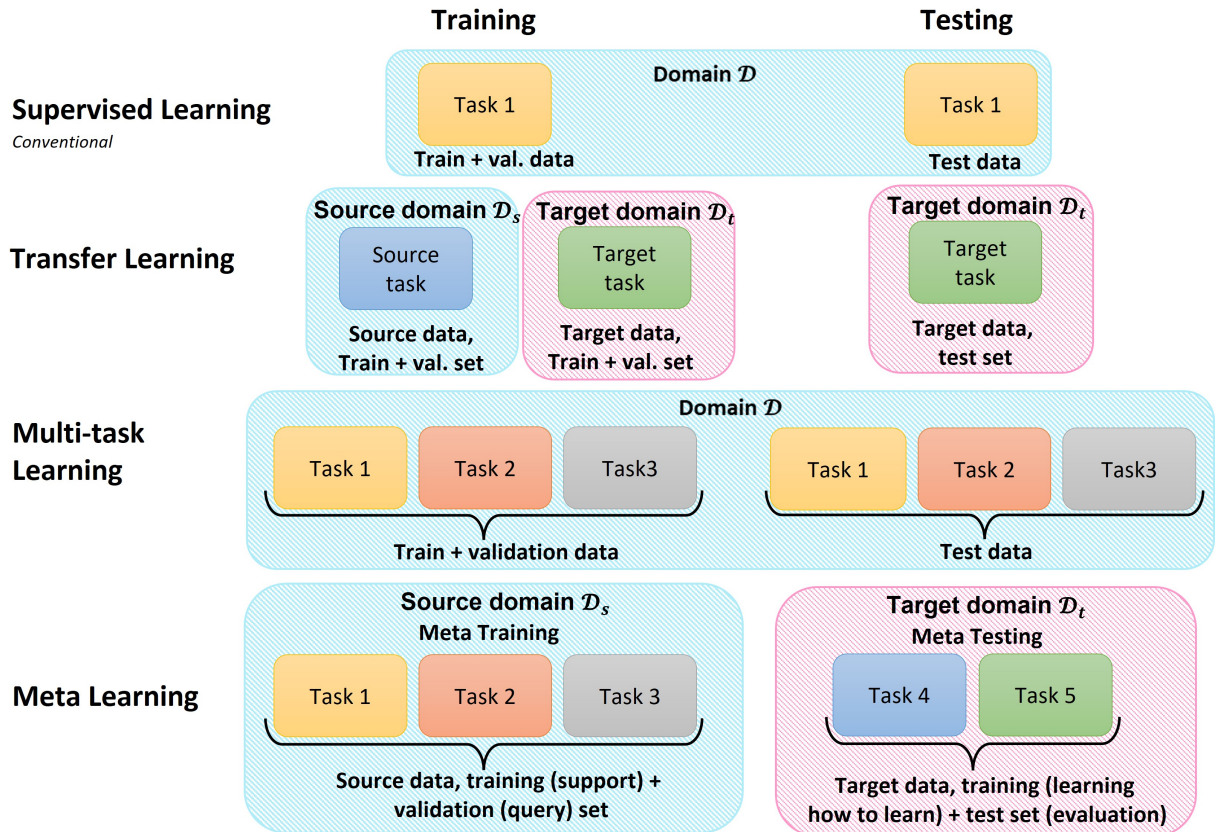 Training
Testing
Supervised Learning
Conventional
Domain 𝒟
Task 1
Train + val. data
Task 1
Test data
Transfer Learning
Source domain 𝒟ₛ
Source
task
Source data,
Train + val. set
Target domain 𝒟ₜ
Target
task
Target data,
Train + val. set
Target domain 𝒟ₜ
Target
task
Target data,
test set
Multi-task
Learning
Domain 𝒟
Task 1
Task 2
Task3
Train + validation data
Task 1
Task 2
Task3
Test data
Meta Learning
Source domain 𝒟ₛ
Meta Training
Task 1
Task 2
Task 3
Source data, training (support) +
validation (query) set
Target domain 𝒟ₜ
Meta Testing
Task 4
Task 5
Target data, training (learning
how to learn) + test set (evaluation)